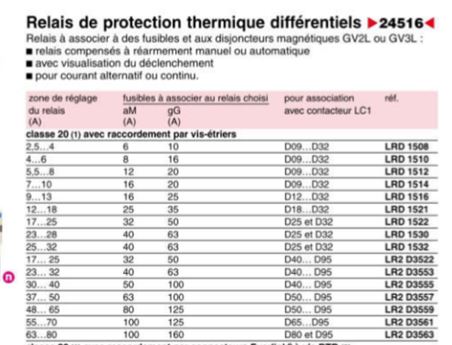 Relais de protection thermique différentiels ▶24516◀
Relais à associer à des fusibles et aux disjoncteurs magnétiques GV2L ou GV3L :
■ relais compensés à réarmement manuel ou automatique
■ avec visualisation du déclenchement
■ pour courant alternatif ou continu.
zone de réglage fusibles à associer au relais choisi pour association réf.
du relais aM gG avec contacteur LC1
(A) (A) (A)
classe 20 (1) avec raccordement par vis-étriers
2,5...4 6 10 D09...D32 LRD 1508
4...6 8 16 D09...D32 LRD 1510
5,5...8 12 20 D09...D32 LRD 1512
7...10 16 20 D09...D32 LRD 1514
9...13 16 25 D12...D32 LRD 1516
12...18 25 35 D18...D32 LRD 1521
17...25 32 50 D25 et D32 LRD 1522
23...28 40 63 D25 et D32 LRD 1530
25...32 40 63 D25 et D32 LRD 1532
17... 25 32 50 D40... D95 LR2 D3522
23... 32 40 63 D40... D95 LR2 D3553
30... 40 50 100 D40... D95 LR2 D3555
37... 50 63 100 D50... D95 LR2 D3557
48... 65 80 125 D50... D95 LR2 D3559
55...70 100 125 D65...D95 LR2 D3561
63...80 100 160 D80 et D95 LR2 D3563
n